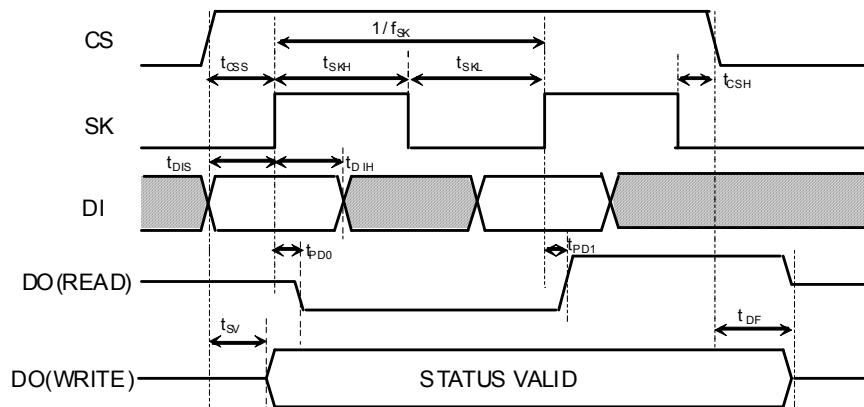 CS
1/fSK
tCSS
tSKH
tSKL
tCSH
SK
tDIS
tDIH
DI
tPD0
tPD1
DO(READ)
tSV
tDF
DO(WRITE)
STATUS VALID